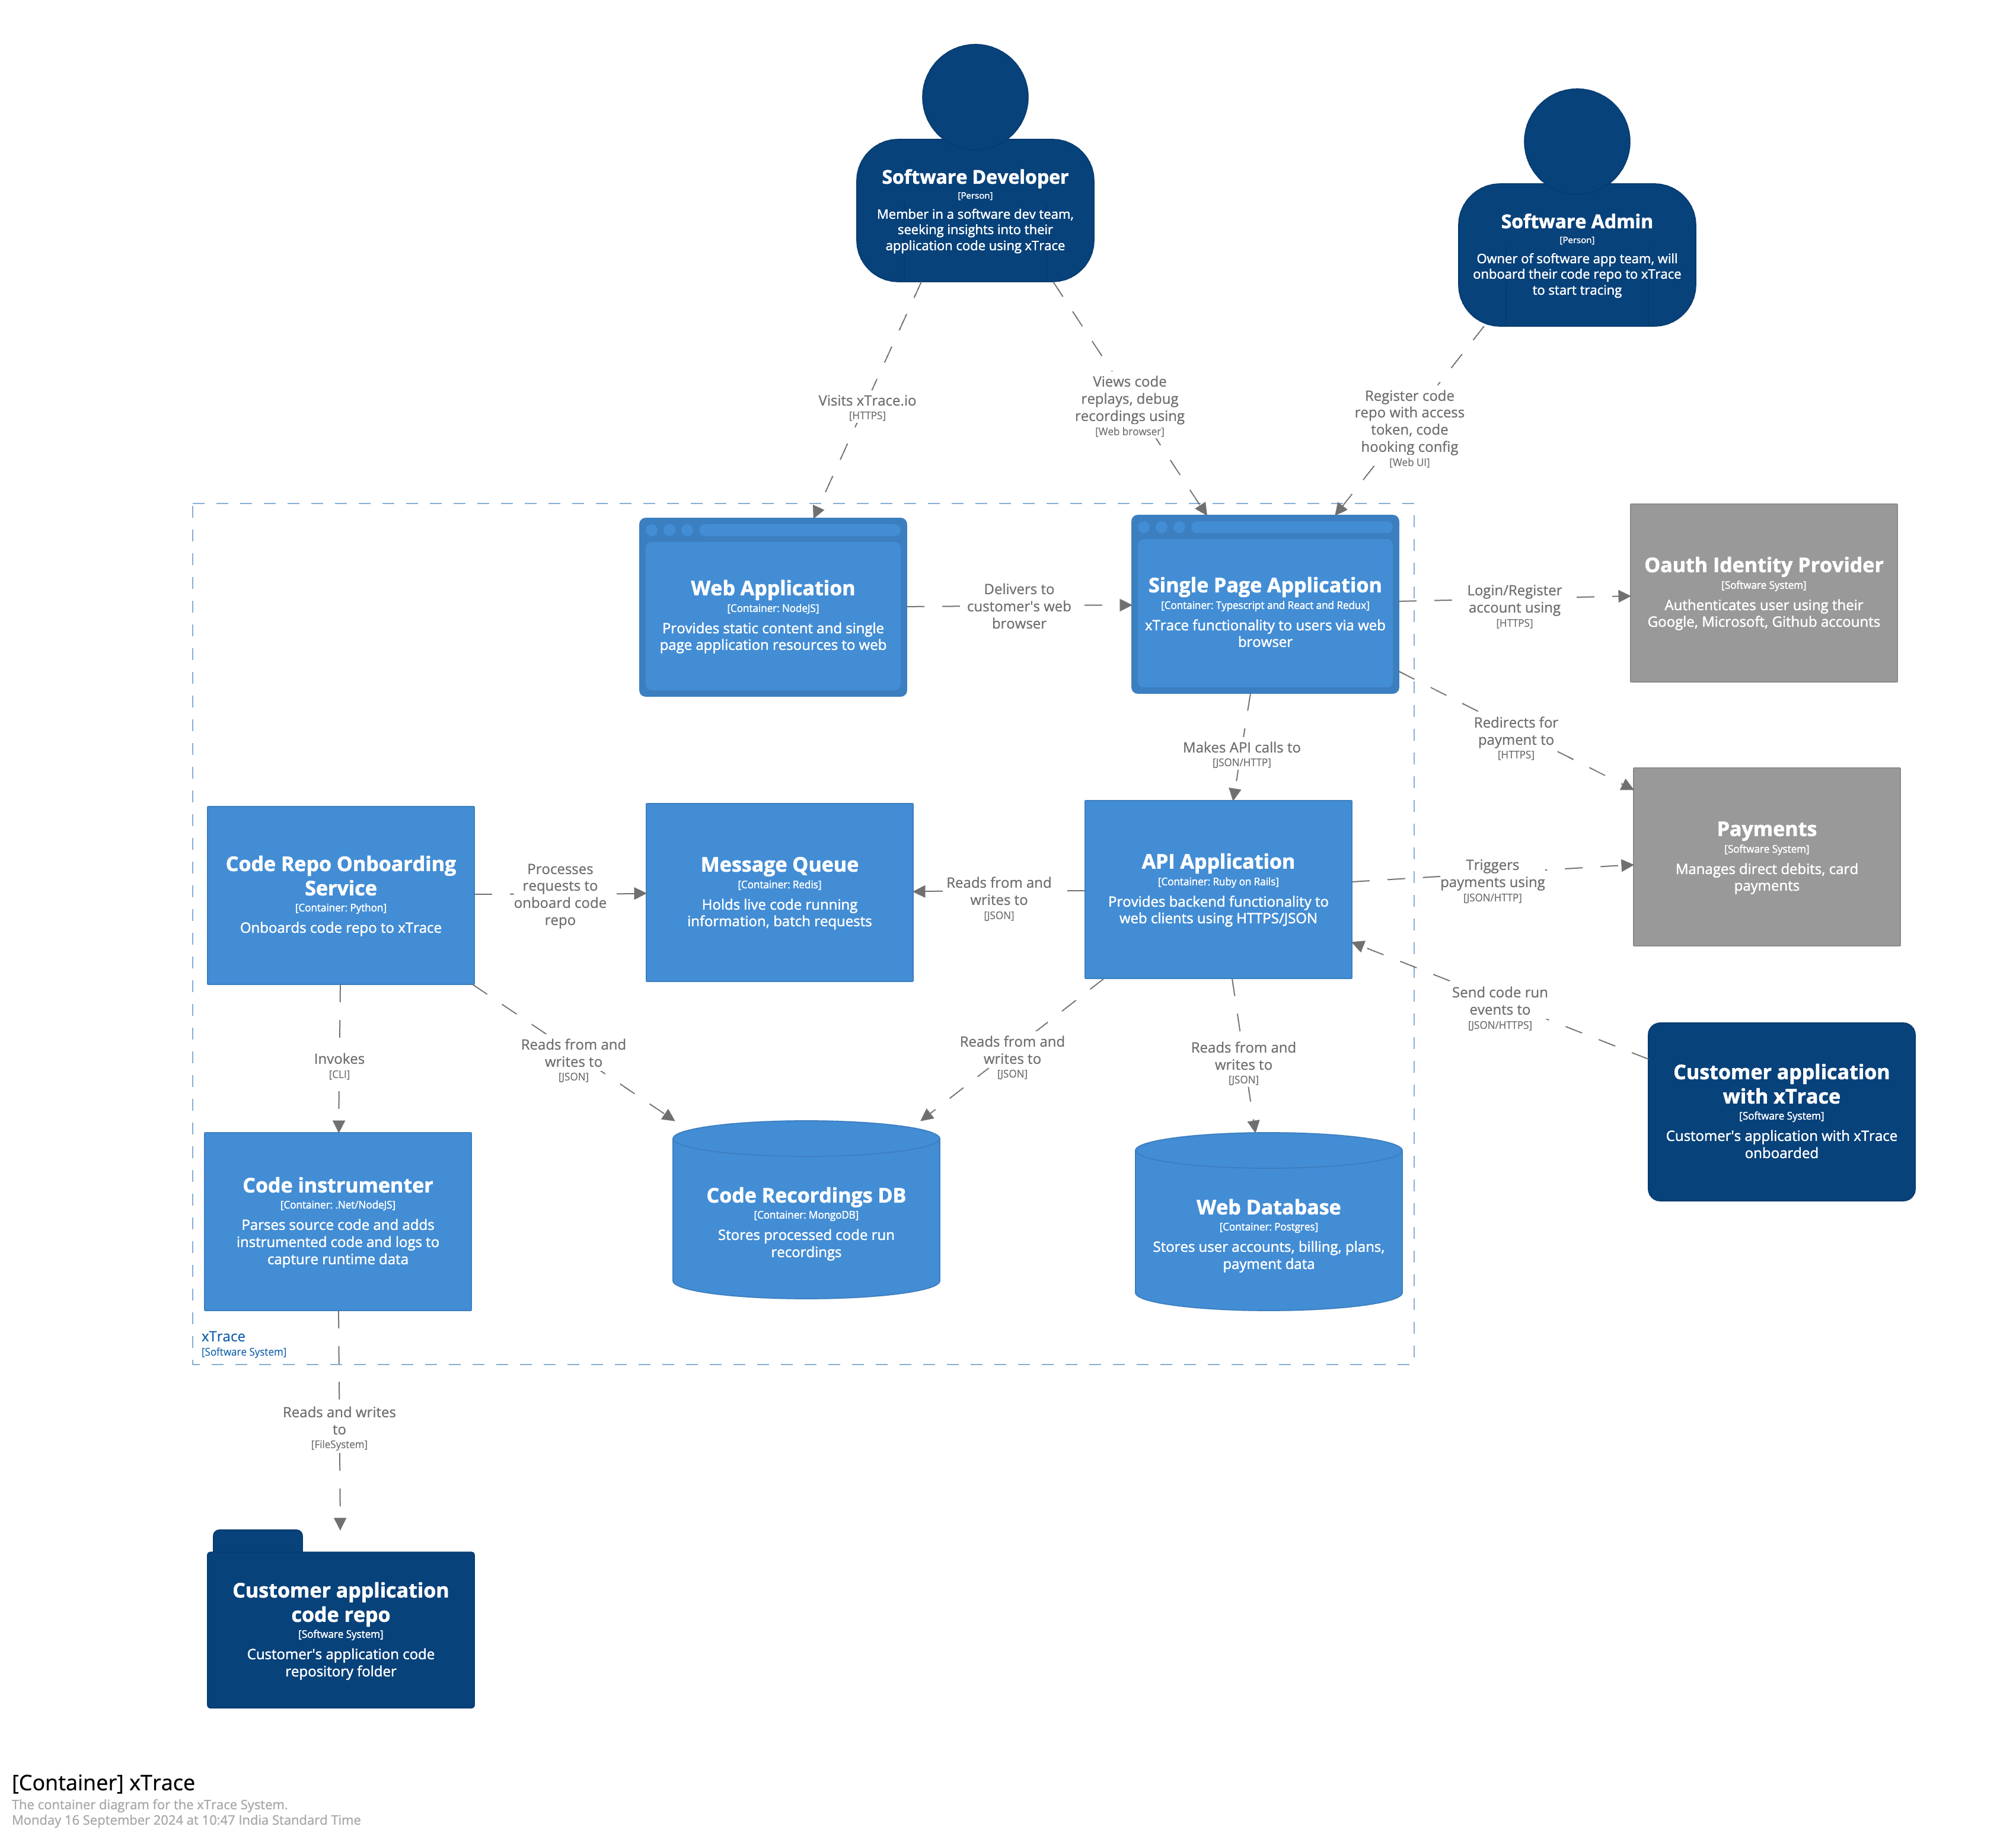 Software Developer
[Person]
Member in a software dev team,
seeking insights into their
application code using xTrace
Software Admin
[Person]
Owner of software app team, will
onboard their code repo to xTrace
to start tracing
Visits xTrace.io
[HTTPS]
Views code
replays, debug
recordings using
[Web browser]
Register code
repo with access
token, code
hooking config
[Web UI]
Web Application
[Container: NodeJS]
Provides static content and single
page application resources to web
Delivers to
customer's web
browser
Single Page Application
[Container: Typescript and React and Redux]
xTrace functionality to users via web
browser
Login/Register
account using
[HTTPS]
Oauth Identity Provider
[Software System]
Authenticates user using their
Google, Microsoft, Github accounts
Makes API calls to
[JSON/HTTP]
Redirects for
payment to
[HTTPS]
Code Repo Onboarding
Service
[Container: Python]
Onboards code repo to xTrace
Processes
requests to
onboard code
repo
Message Queue
[Container: Redis]
Holds live code running
information, batch requests
Reads from and
writes to
[JSON]
API Application
[Container: Ruby on Rails]
Provides backend functionality to
web clients using HTTPS/JSON
Triggers
payments using
[JSON/HTTP]
Payments
[Software System]
Manages direct debits, card
payments
Send code run
events to
[JSON/HTTPS]
Invokes
[CLI]
Reads from and
writes to
[JSON]
Reads from and
writes to
[JSON]
Reads from and
writes to
[JSON]
Customer application
with xTrace
[Software System]
Customer's application with xTrace
onboarded
Code instrumenter
[Container: .Net/NodeJS]
Parses source code and adds
instrumented code and logs to
capture runtime data
Code Recordings DB
[Container: MongoDB]
Stores processed code run
recordings
Web Database
[Container: Postgres]
Stores user accounts, billing, plans,
payment data
xTrace
[Software System]
Reads and writes
to
[FileSystem]
Customer application
code repo
[Software System]
Customer's application code
repository folder
[Container] xTrace
The container diagram for the xTrace System.
Monday 16 September 2024 at 10:47 India Standard Time